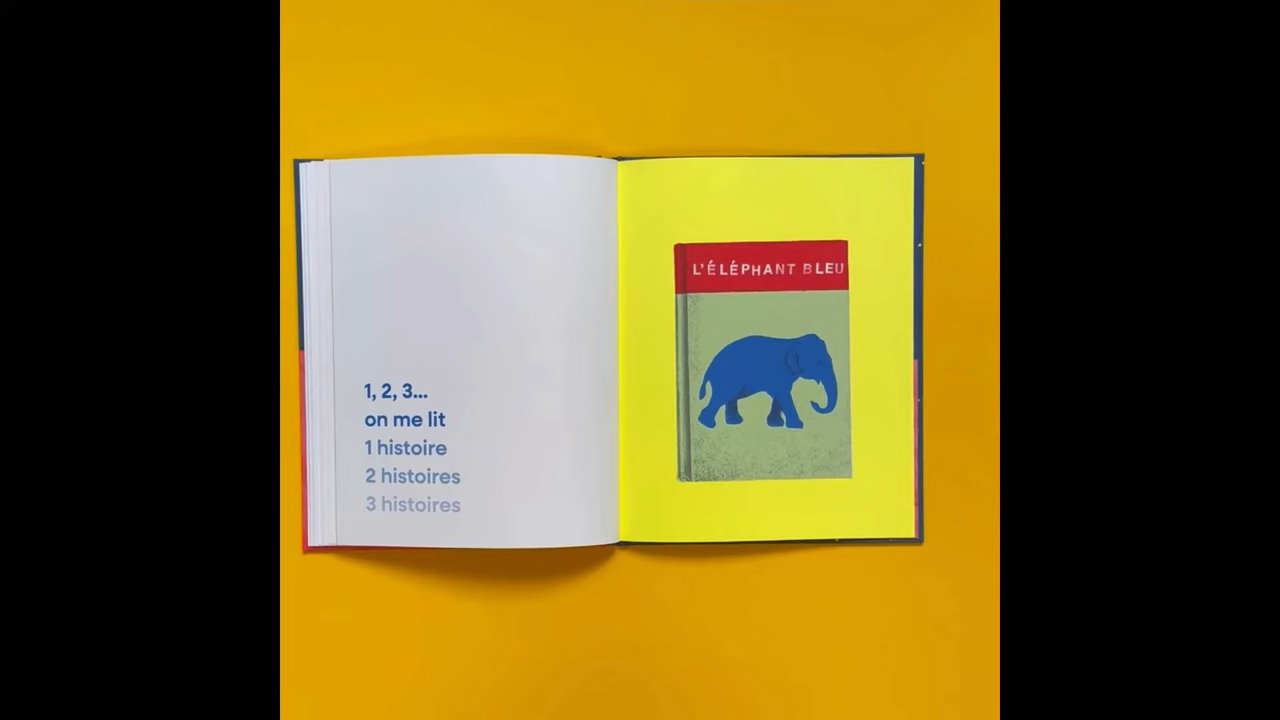 1, 2, 3...
on me lit
1 histoire
2 histoires
3 histoires
L'ÉLÉPHANT BLEU